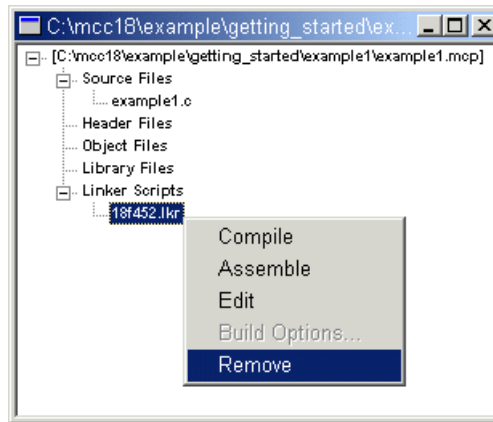 C:\mcc18\example\getting_started\ex...
[C:\mcc18\example\getting_started\example1\example1.mcp]
Source Files
example1.c
Header Files
Object Files
Library Files
Linker Scripts
18f452.lkr
Compile
Assemble
Edit
Build Options...
Remove